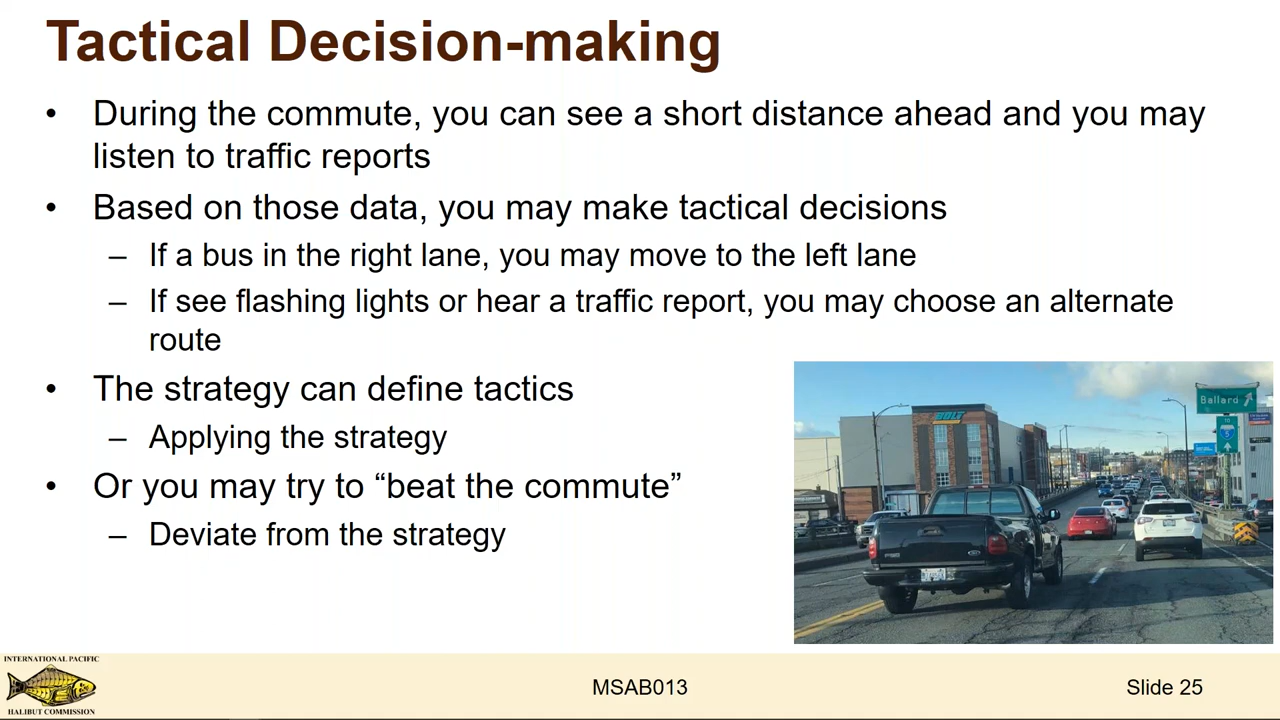 Tactical Decision-making
• During the commute, you can see a short distance ahead and you may
listen to traffic reports
• Based on those data, you may make tactical decisions
– If a bus in the right lane, you may move to the left lane
– If see flashing lights or hear a traffic report, you may choose an alternate
route
• The strategy can define tactics
– Applying the strategy
• Or you may try to “beat the commute”
– Deviate from the strategy
BOLT
Ballard
5
INTERNATIONAL PACIFIC
HALIBUT COMMISSION
MSAB013
Slide 25